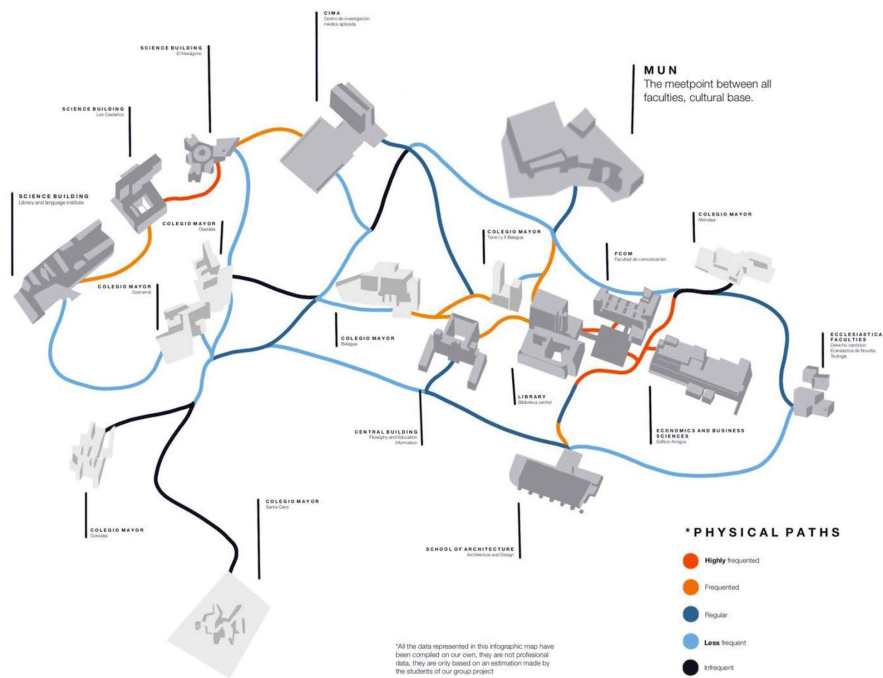 CIMA
Centro de investigación
médica aplicada
SCIENCE BUILDING
El Hexágono
MUN
The meetpoint between all
faculties, cultural base.
SCIENCE BUILDING
Los Castaños
SCIENCE BUILDING
Library and language institute
COLEGIO MAYOR
Olabidea
COLEGIO MAYOR
Torre I y II Belagua
COLEGIO MAYOR
Mendaur
FCOM
Facultad de comunicación
COLEGIO MAYOR
Goimendi
COLEGIO MAYOR
Belagua
ECCLESIASTICAL
FACULTIES
Derecho canónico
Eclesiástica de filosofía
Teología
LIBRARY
Biblioteca central
CENTRAL BUILDING
Philosophy and Education
Information
ECONOMICS AND BUSINESS
SCIENCES
Edificio Amigos
COLEGIO MAYOR
Goroabe
COLEGIO MAYOR
Santa Clara
SCHOOL OF ARCHITECTURE
Architecture and Design
*PHYSICAL PATHS
Highly frequented
Frequented
Regular
Less frequent
Infrequent
*All the data represented in this infographic map have
been compiled on our own, they are not profesional
data, they are only based on an estimation made by
the students of our group project